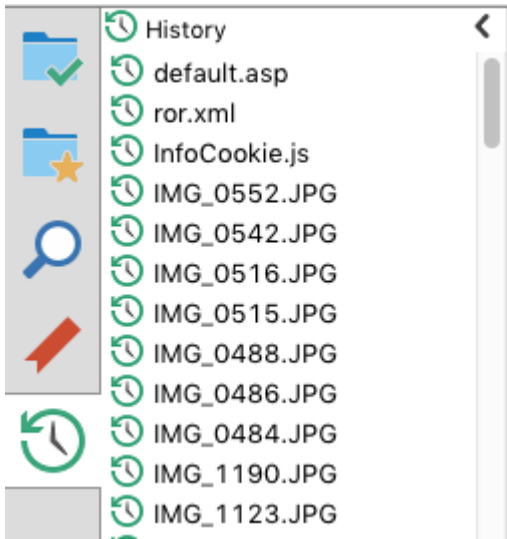 History
default.asp
ror.xml
InfoCookie.js
IMG_0552.JPG
IMG_0542.JPG
IMG_0516.JPG
IMG_0515.JPG
IMG_0488.JPG
IMG_0486.JPG
IMG_0484.JPG
IMG_1190.JPG
IMG_1123.JPG